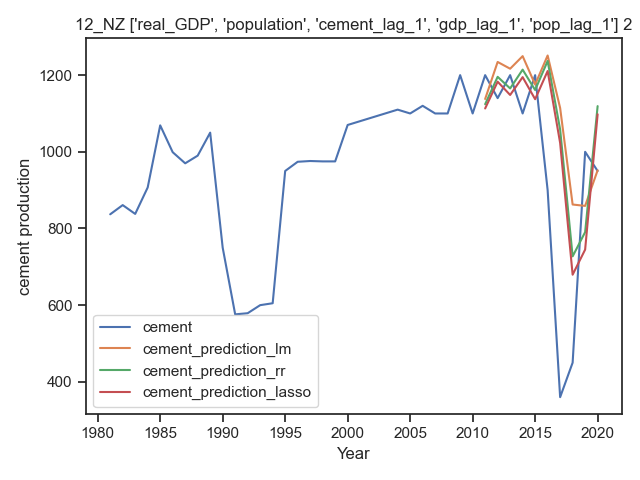 12_NZ ['real_GDP', 'population', 'cement_lag_1', 'gdp_lag_1', 'pop_lag_1'] 2
1200
1000
800
600
400
cement production
cement
cement_prediction_lm
cement_prediction_rr
cement_prediction_lasso
1980 1985 1990 1995 2000 2005 2010 2015 2020
Year